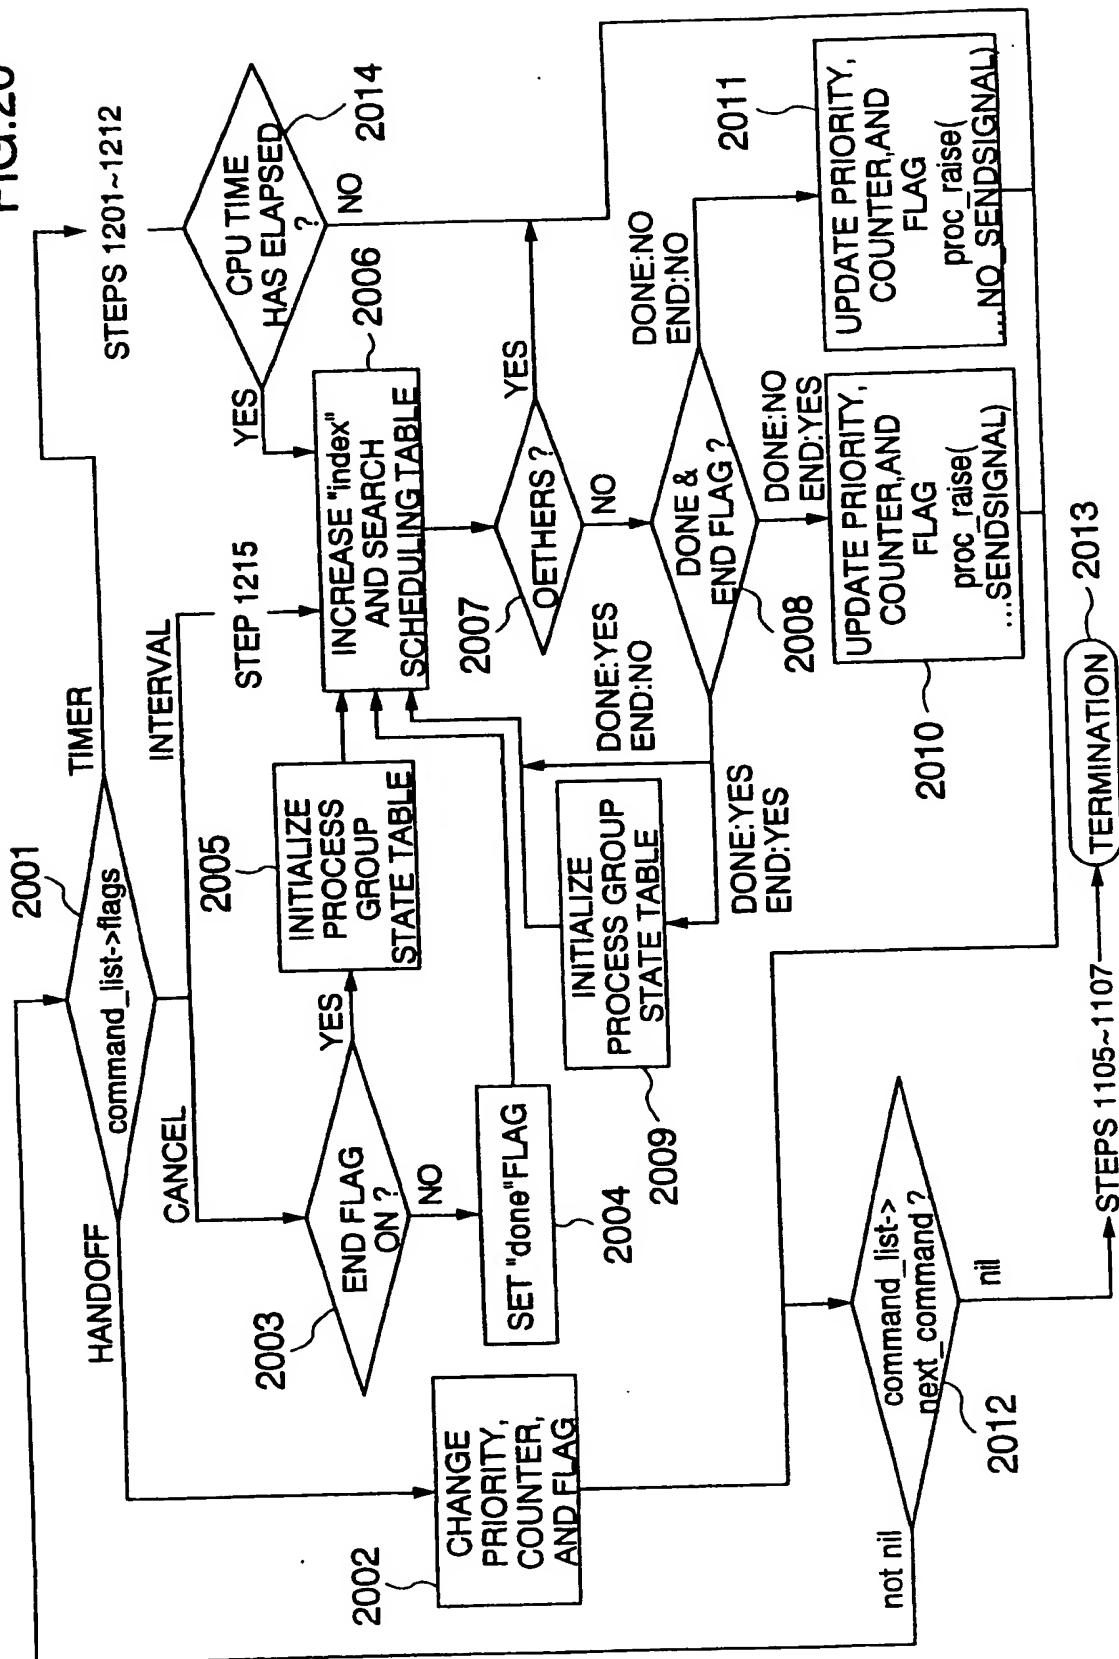 FIG.20
2001
command_list->flags
HANDOFF
CANCEL
INTERVAL
TIMER
STEPS 1201~1212
CPU TIME
HAS ELAPSED
?
2014
YES
NO
STEP 1215
2003
END FLAG
ON ?
YES
NO
2005
INITIALIZE
PROCESS
GROUP
STATE TABLE
2006
INCREASE "index"
AND SEARCH
SCHEDULING TABLE
SET "done"FLAG
2004
2007
OETHERS ?
YES
NO
2002
CHANGE
PRIORITY,
COUNTER,
AND FLAG
INITIALIZE
PROCESS GROUP
STATE TABLE
2009
DONE:YES
END:NO
DONE:YES
END:YES
DONE &
END FLAG ?
2008
DONE:NO
END:YES
DONE:NO
END:NO
2010
UPDATE PRIORITY,
COUNTER,AND
FLAG
proc_raise(
...SENDSIGNAL)
2011
UPDATE PRIORITY,
COUNTER,AND
FLAG
proc_raise(
...NO_SENDSIGNAL)
command_list->
next_command ?
2012
not nil
nil
STEPS 1105~1107
TERMINATION
2013